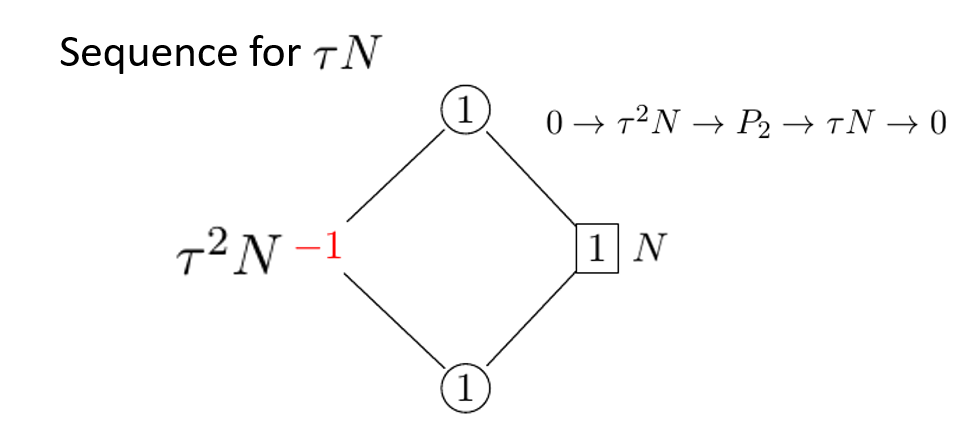 Sequence for τN
1
0 → τ²N → P₂ → τN → 0
τ²N −1
1 N
1